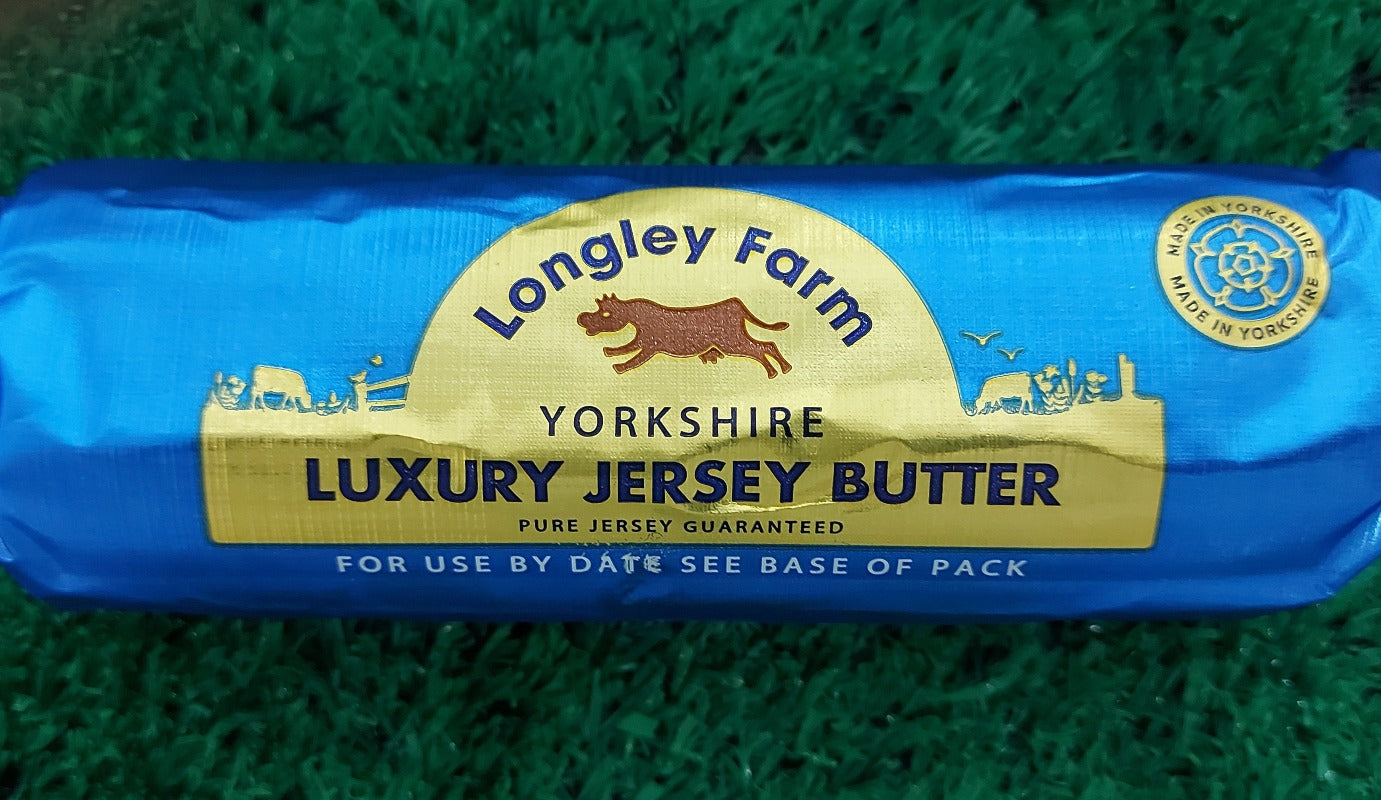 Longley Farm
YORKSHIRE
LUXURY JERSEY BUTTER
PURE JERSEY GUARANTEED
FOR USE BY DATE SEE BASE OF PACK
MADE IN YORKSHIRE
MADE IN YORKSHIRE